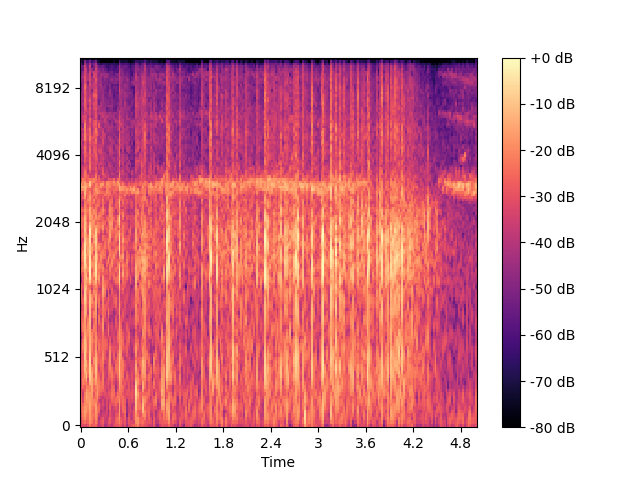 +0 dB
8192
-10 dB
4096
-20 dB
-30 dB
2048
Hz
-40 dB
1024
-50 dB
512
-60 dB
-70 dB
0
-80 dB
0 0.6 1.2 1.8 2.4 3 3.6 4.2 4.8
Time